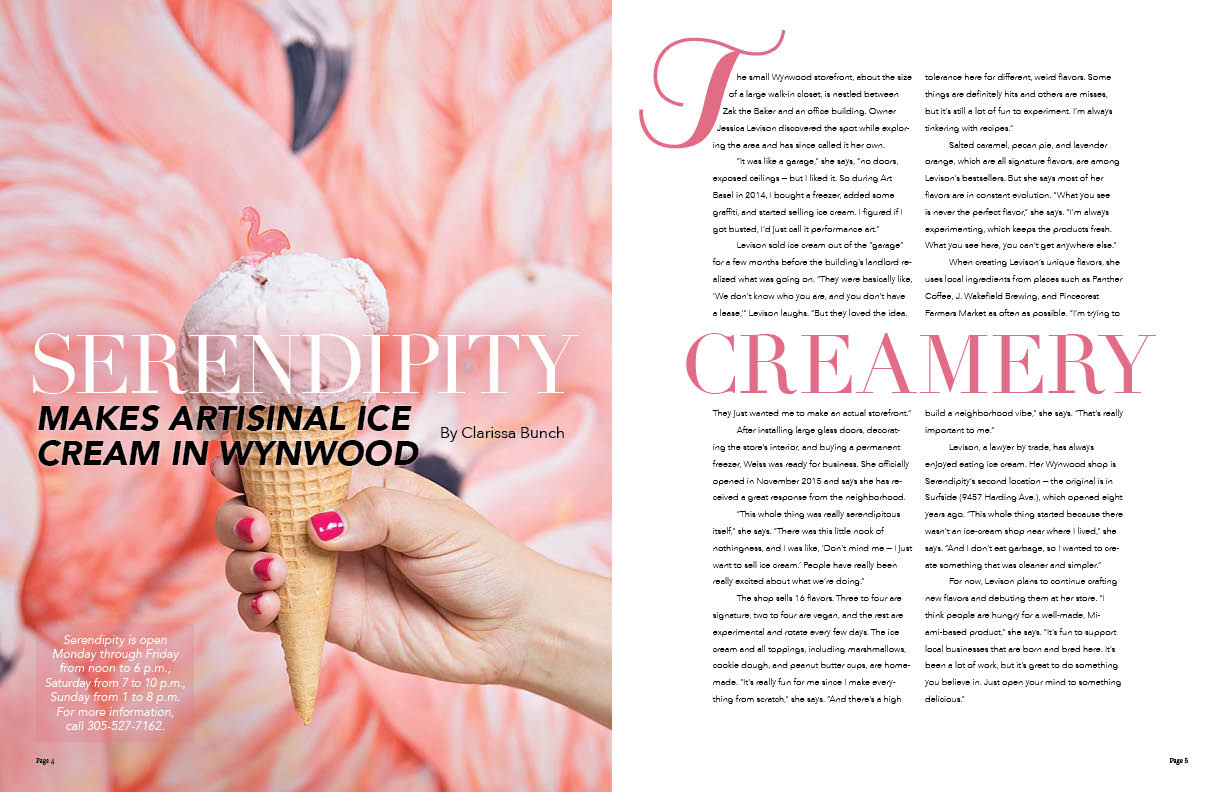 SERENDIPITY
MAKES ARTISINAL ICE
CREAM IN WYNWOOD
By Clarissa Bunch
Serendipity is open
Monday through Friday
from noon to 6 p.m.,
Saturday from 7 to 10 p.m.,
Sunday from 1 to 8 p.m.
For more information,
call 305-527-7162.
Page 4
CREAMERY
The small Wynwood storefront, about the size
of a large walk-in closet, is nestled between
Zak the Baker and an office building. Owner
Jessica Levison discovered the spot while explor-
ing the area and has since called it her own.
"It was like a garage," she says, "no doors,
exposed ceilings — but I liked it. So during Art
Basel in 2014, I bought a freezer, added some
graffiti, and started selling ice cream. I figured if I
got busted, I'd just call it performance art."
Levison sold ice cream out of the "garage"
for a few months before the building's landlord re-
alized what was going on. "They were basically like,
'We don't know who you are, and you don't have
a lease,'" Levison laughs. "But they loved the idea.
They just wanted me to make an actual storefront."
After installing large glass doors, decorat-
ing the store's interior, and buying a permanent
freezer, Weiss was ready for business. She officially
opened in November 2015 and says she has re-
ceived a great response from the neighborhood.
"This whole thing was really serendipitous
itself," she says. "There was this little nook of
nothingness, and I was like, 'Don't mind me — I just
want to sell ice cream.' People have really been
really excited about what we're doing."
The shop sells 16 flavors. Three to four are
signature, two to four are vegan, and the rest are
experimental and rotate every few days. The ice
cream and all toppings, including marshmallows,
cookie dough, and peanut butter cups, are home-
made. "It's really fun for me since I make every-
thing from scratch," she says. "And there's a high
tolerance here for different, weird flavors. Some
things are definitely hits and others are misses,
but it's still a lot of fun to experiment. I'm always
tinkering with recipes."
Salted caramel, pecan pie, and lavender
orange, which are all signature flavors, are among
Levison's bestsellers. But she says most of her
flavors are in constant evolution. "What you see
is never the perfect flavor," she says. "I'm always
experimenting, which keeps the products fresh.
What you see here, you can't get anywhere else."
When creating Levison's unique flavors, she
uses local ingredients from places such as Panther
Coffee, J. Wakefield Brewing, and Pinecrest
Farmers Market as often as possible. "I'm trying to
build a neighborhood vibe," she says. "That's really
important to me."
Levison, a lawyer by trade, has always
enjoyed eating ice cream. Her Wynwood shop is
Serendipity's second location — the original is in
Surfside (9457 Harding Ave.), which opened eight
years ago. "This whole thing started because there
wasn't an ice-cream shop near where I lived," she
says. "And I don't eat garbage, so I wanted to cre-
ate something that was cleaner and simpler."
For now, Levison plans to continue crafting
new flavors and debuting them at her store. "I
think people are hungry for a well-made, Mi-
ami-based product," she says. "It's fun to support
local businesses that are born and bred here. It's
been a lot of work, but it's great to do something
you believe in. Just open your mind to something
delicious."
Page 5